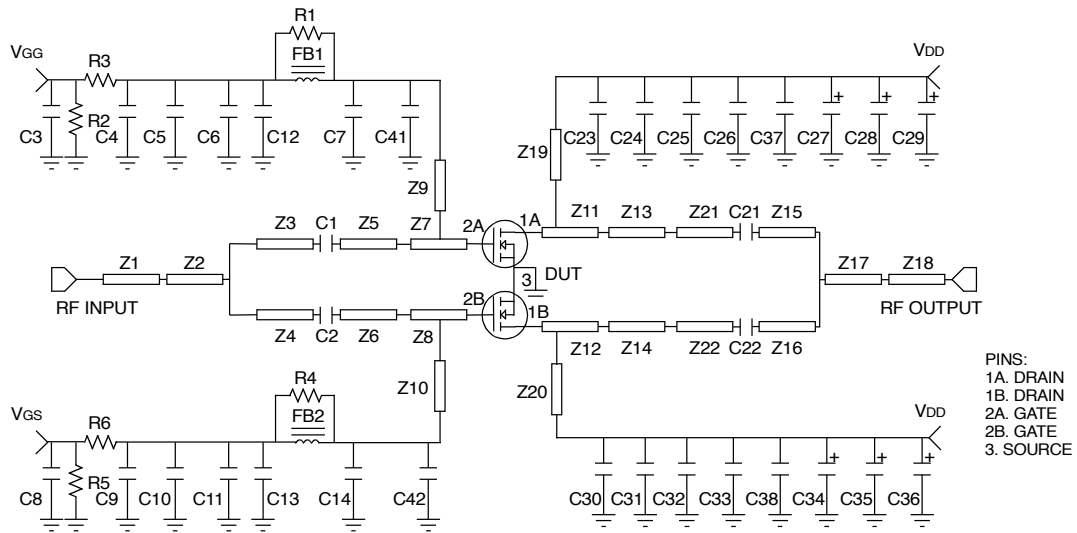 R1
VGG
R3
FB1
VDD
C3
R2
C4
C5
C6
C12
C7
C41
C23
C24
C25
C26
C37
C27
C28
C29
+
+
+
Z19
Z9
Z3
C1
Z5
Z7
2A
1A
Z11
Z13
Z21
C21
Z15
Z1
Z2
3
DUT
Z17
Z18
RF INPUT
RF OUTPUT
2B
1B
Z4
C2
Z6
Z8
Z12
Z14
Z22
C22
Z16
Z10
Z20
R4
VGS
R6
FB2
VDD
C8
R5
C9
C10
C11
C13
C14
C42
C30
C31
C32
C33
C38
C34
C35
C36
+
+
+
PINS:
1A. DRAIN
1B. DRAIN
2A. GATE
2B. GATE
3. SOURCE